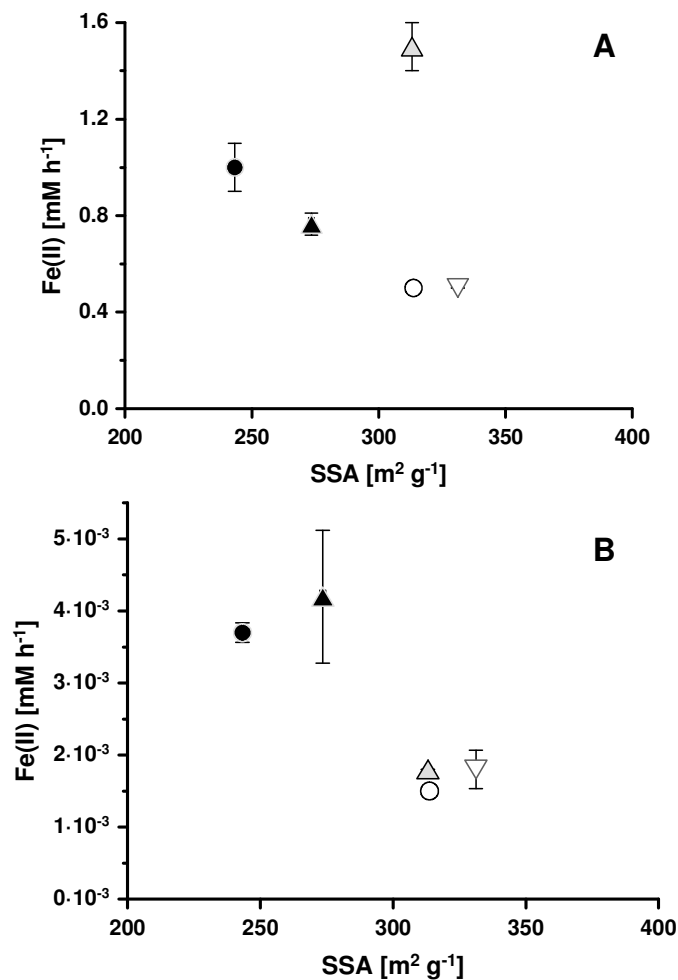 A
Fe(II) [mM h⁻¹]
1.6
1.2
0.8
0.4
0.0
200 250 300 350 400
SSA [m² g⁻¹]
B
Fe(II) [mM h⁻¹]
5·10⁻³
4·10⁻³
3·10⁻³
2·10⁻³
1·10⁻³
0·10⁻³
200 250 300 350 400
SSA [m² g⁻¹]